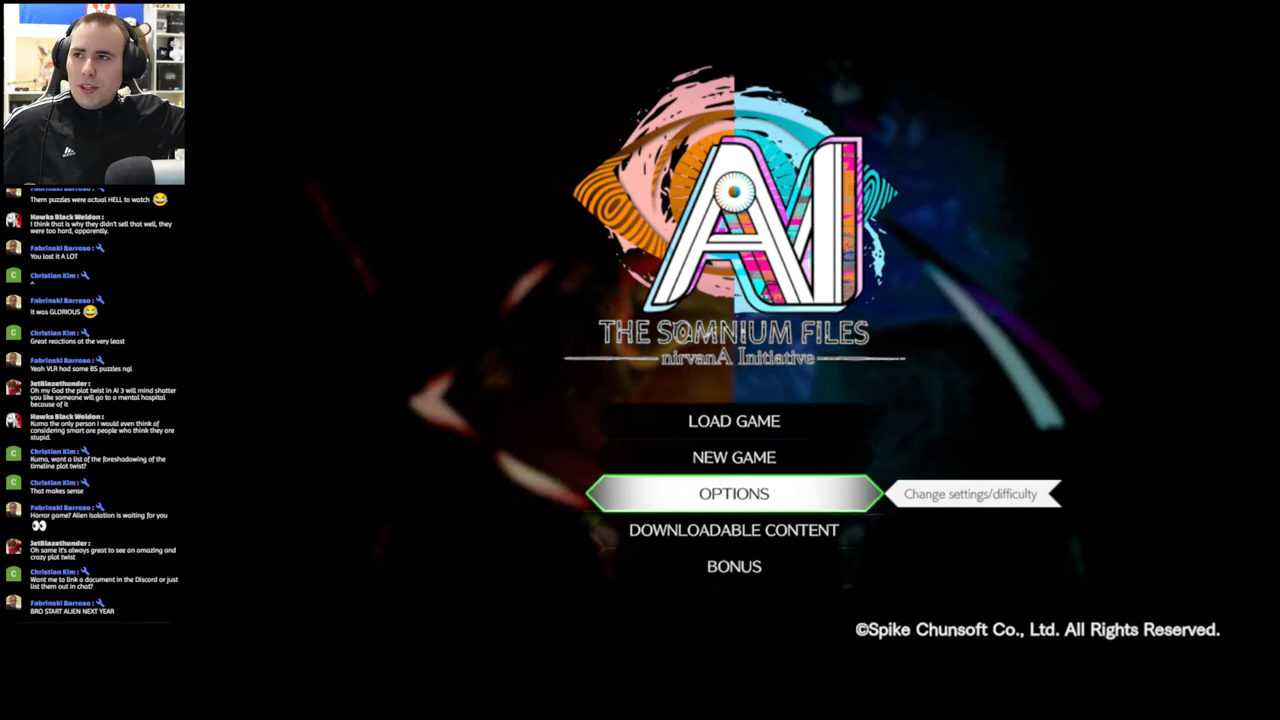 Fabrinski Barroso :
Them puzzles were actual HELL to watch 😂
Hawks Black Weldon :
I think that is why they didn't sell that well, they
were too hard, apparently.
Fabrinski Barroso :
You lost it A LOT
Christian Kim :
^
Fabrinski Barroso :
It was GLORIOUS 😂
Christian Kim :
Great reactions at the very least
Fabrinski Barroso :
Yeah VLR had some BS puzzles ngl
JetBlazethunder :
Oh my God the plot twist in AI 3 will mind shatter
you like someone will go to a mental hospital
because of it
Hawks Black Weldon :
Kuma the only person I would even think of
considering smart are people who think they are
stupid.
Christian Kim :
Kuma, want a list of the foreshadowing of the
timeline plot twist?
Christian Kim :
That makes sense
Fabrinski Barroso :
Horror game? Alien Isolation is waiting for you
👀
JetBlazethunder :
Oh same it's always great to see an amazing and
crazy plot twist
Christian Kim :
Want me to link a document in the Discord or just
list them out in chat?
Fabrinski Barroso :
BRO START ALIEN NEXT YEAR
AI
THE SOMNIUM FILES
nirvanA Initiative
LOAD GAME
NEW GAME
OPTIONS
Change settings/difficulty
DOWNLOADABLE CONTENT
BONUS
©Spike Chunsoft Co., Ltd. All Rights Reserved.